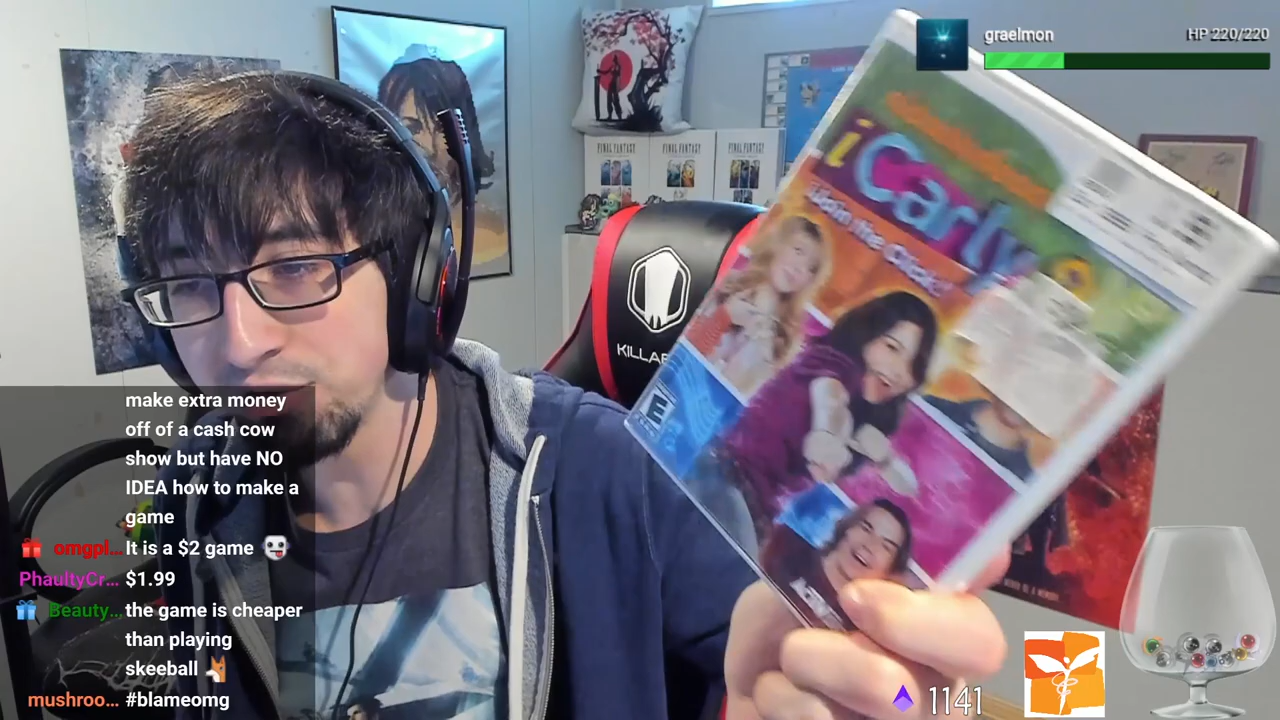 graelmon
HP 220/220
FINAL FANTASY
FINAL FANTASY
FINAL FANTASY
iCarly 2
iJoin the Click!
E
make extra money
off of a cash cow
show but have NO
IDEA how to make a
game
omgpl... It is a $2 game
PhaultyCr... $1.99
Beauty... the game is cheaper
than playing
skeeball
mushroo... #blameomg
1141